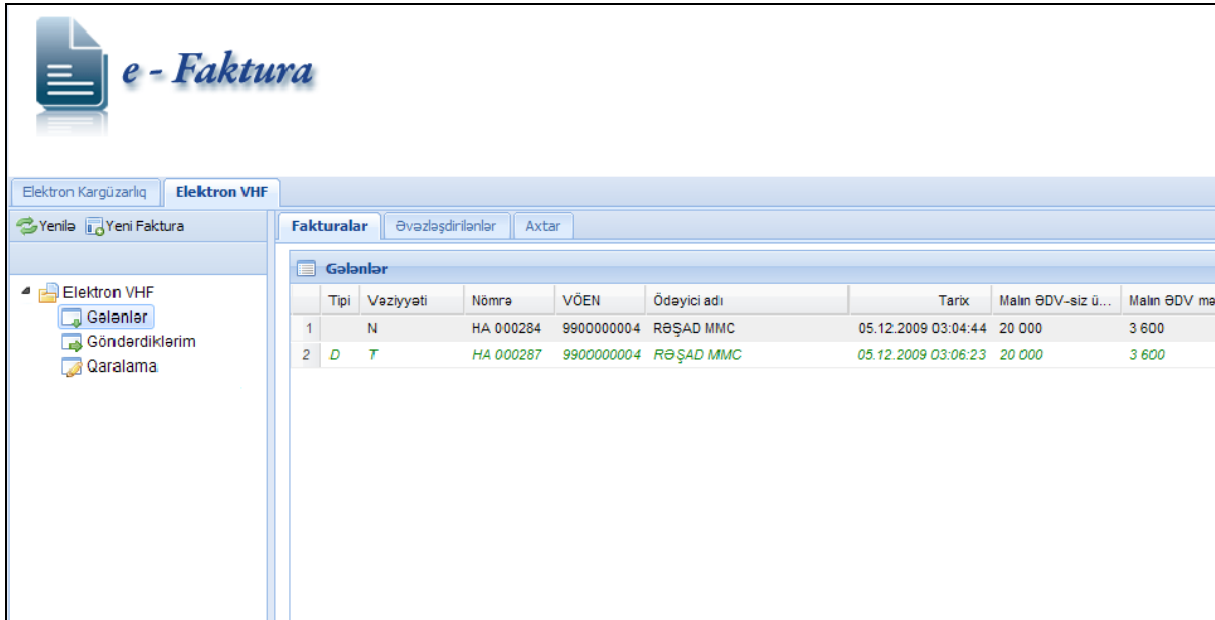 e - Faktura
Elektron Kargüzarlıq Elektron VHF
Yenilə Yeni Faktura
Fakturalar Əvəzləşdirilənlər Axtar
Gələnlər
Elektron VHF
Gələnlər
Göndərdiklərim
Qaralama
Tipi Vəziyyəti Nömrə VÖEN Ödəyici adı Tarix Malın ƏDV-siz ü... Malın ƏDV mə
1 N HA 000284 9900000004 RƏŞAD MMC 05.12.2009 03:04:44 20 000 3 600
2 D T HA 000287 9900000004 RƏŞAD MMC 05.12.2009 03:06:23 20 000 3 600